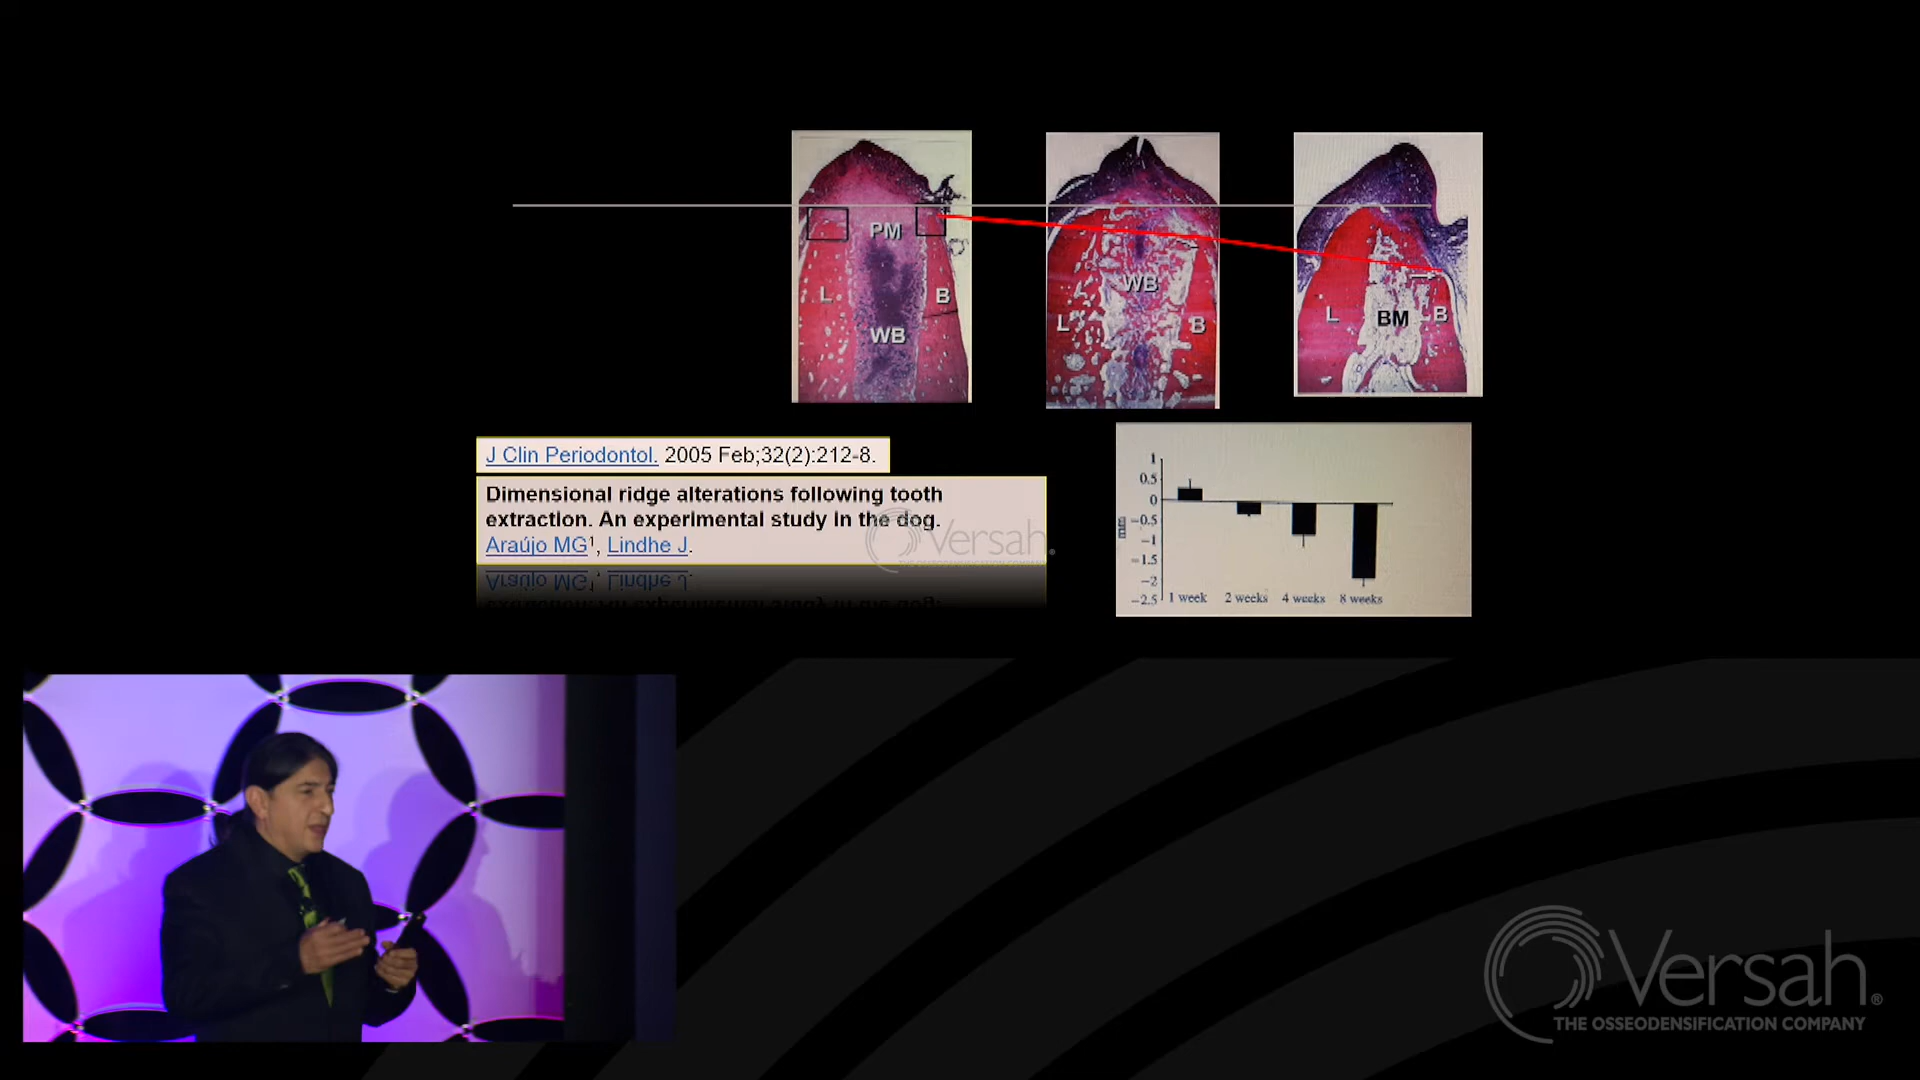 PM
L
B
WB
WB
L
B
L
BM
B
J Clin Periodontol. 2005 Feb;32(2):212-8.
Dimensional ridge alterations following tooth
extraction. An experimental study in the dog.
Araújo MG¹, Lindhe J.
Versah.
1
0.5
0
−0.5
−1
−1.5
−2
−2.5
mm
1 week 2 weeks 4 weeks 8 weeks
Versah®
THE OSSEODENSIFICATION COMPANY